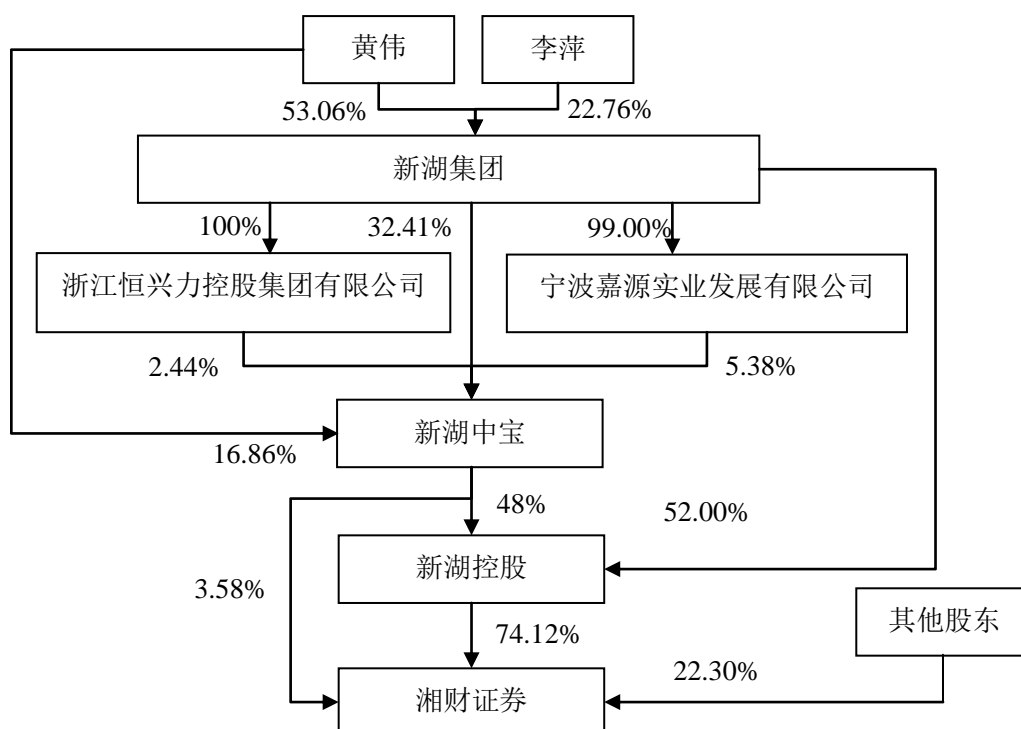 黄伟
李萍
53.06%
22.76%
新湖集团
100%
32.41%
99.00%
浙江恒兴力控股集团有限公司
宁波嘉源实业发展有限公司
2.44%
5.38%
新湖中宝
16.86%
48%
52.00%
新湖控股
3.58%
其他股东
74.12%
22.30%
湘财证券